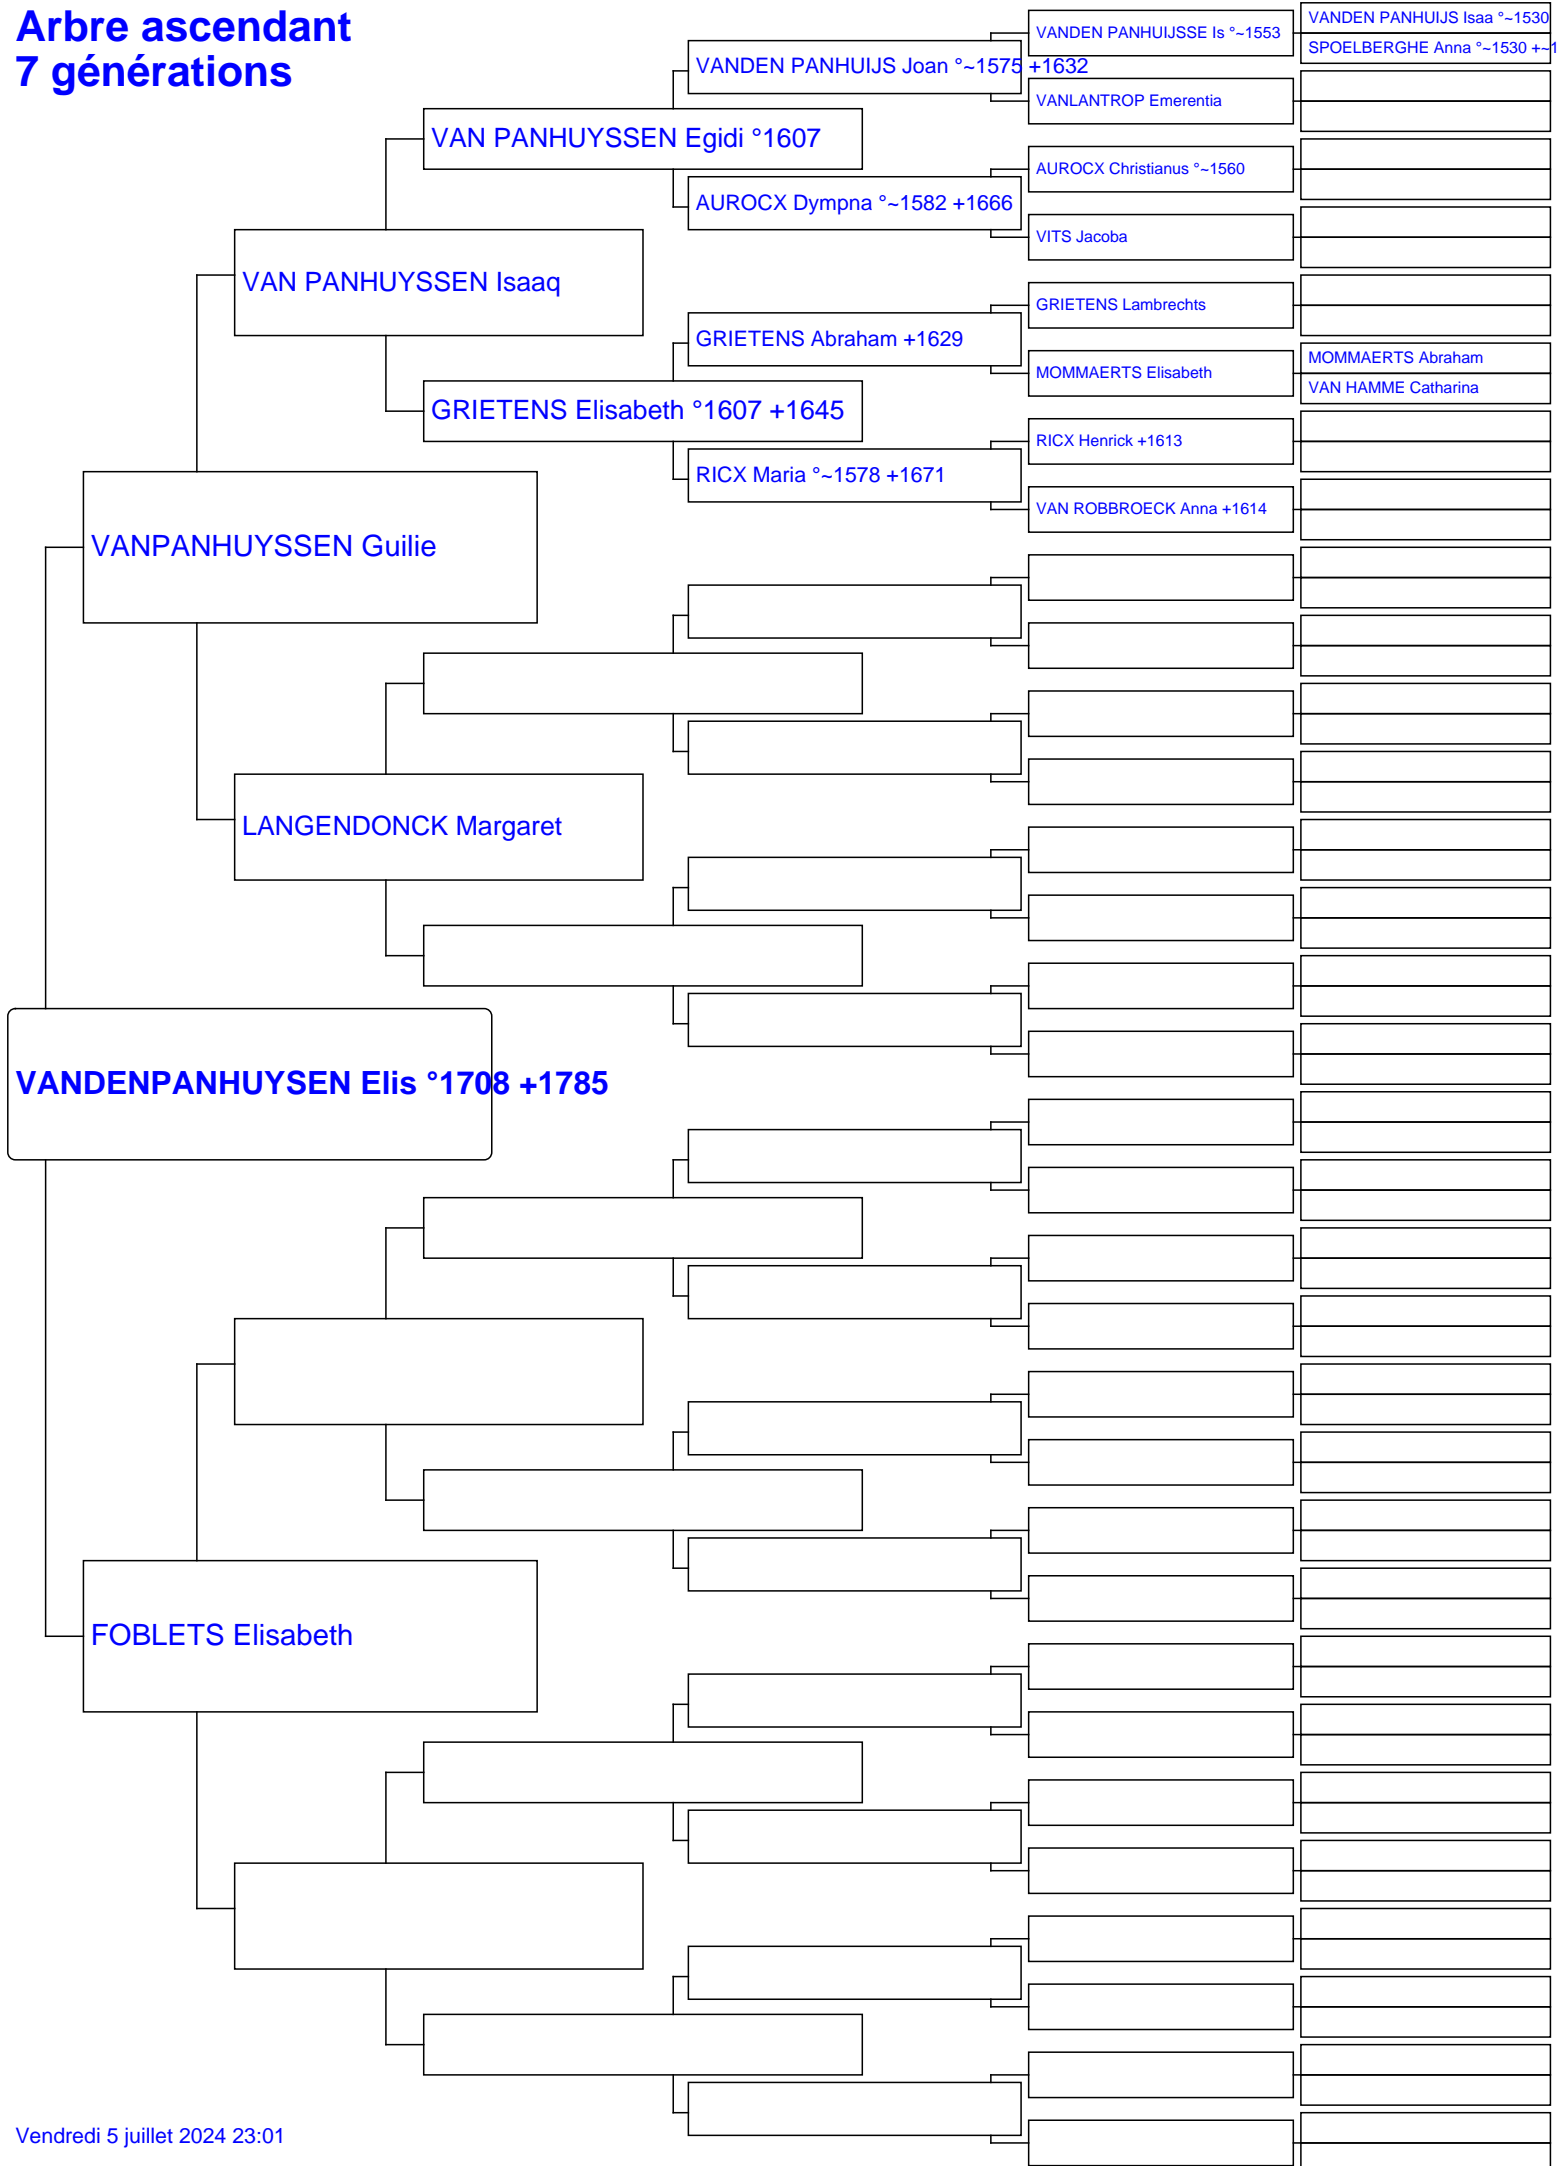 Arbre ascendant
7 générations
VANDEN PANHUIJSSE Is °~1553
VANDEN PANHUIJS Isaa °~1530
SPOELBERGHE Anna °~1530 +~1
VANDEN PANHUIJS Joan °~1575 +1632
VANLANTROP Emerentia
VAN PANHUYSSEN Egidi °1607
AUROCX Christianus °~1560
AUROCX Dympna °~1582 +1666
VITS Jacoba
VAN PANHUYSSEN Isaaq
GRIETENS Lambrechts
GRIETENS Abraham +1629
MOMMAERTS Abraham
MOMMAERTS Elisabeth
VAN HAMME Catharina
GRIETENS Elisabeth °1607 +1645
RICX Henrick +1613
RICX Maria °~1578 +1671
VAN ROBBROECK Anna +1614
VANPANHUYSSEN Guilie
LANGENDONCK Margaret
VANDENPANHUYSEN Elis °1708 +1785
FOBLETS Elisabeth
Vendredi 5 juillet 2024 23:01